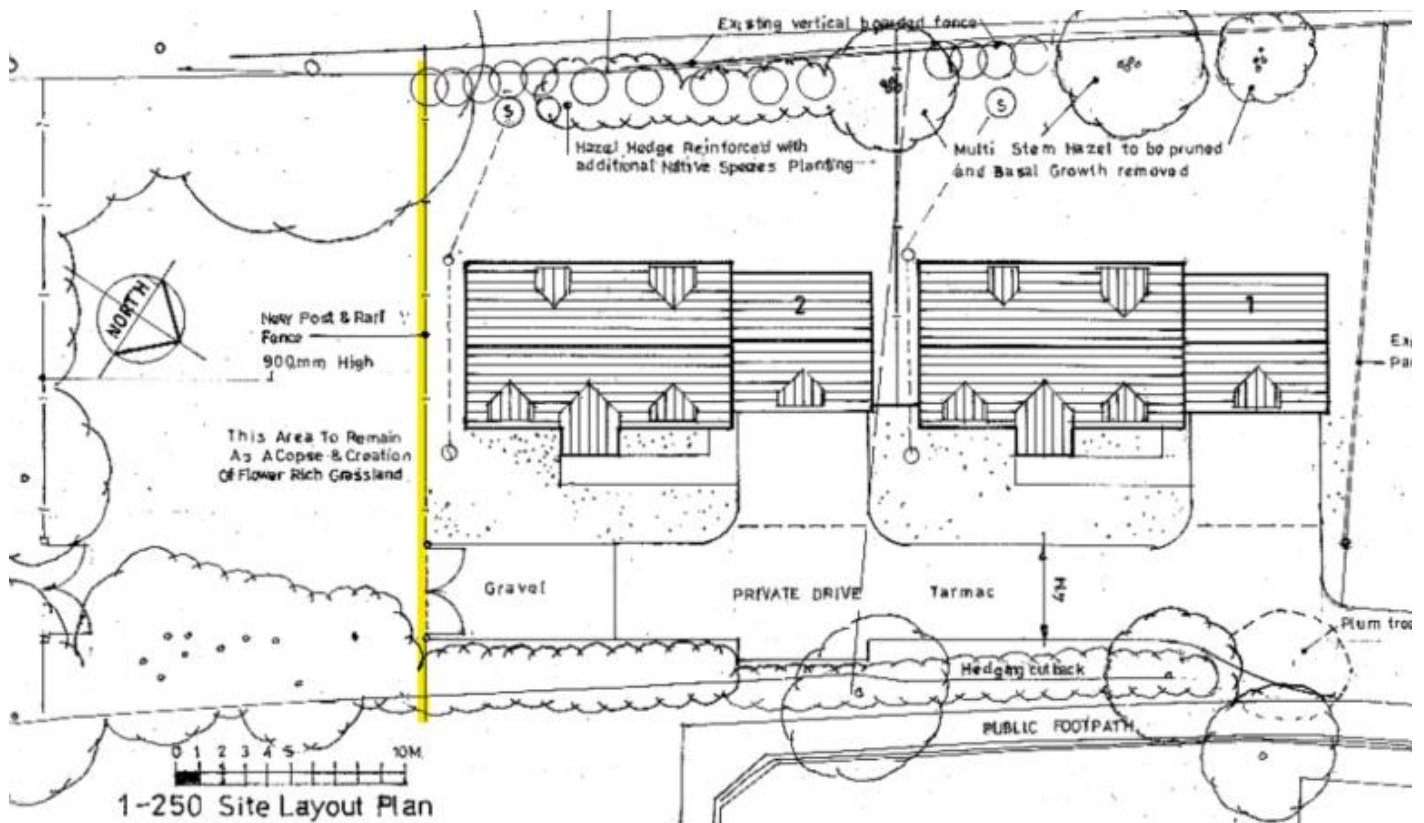 Existing vertical boarded fence
S
S
Hazel Hedge Reinforced with
additional Native Species Planting
Multi Stem Hazel to be pruned
and Basal Growth removed
NORTH
2
1
New Post & Rail
Fence
900mm High
Ex
Pa
This Area To Remain
As A Copse & Creation
Of Flower Rich Grassland
Gravel
PRIVATE DRIVE
Tarmac
4M
Plum tree
Hedging cut back
PUBLIC FOOTPATH
0 1 2 3 4 5 10M.
1-250 Site Layout Plan